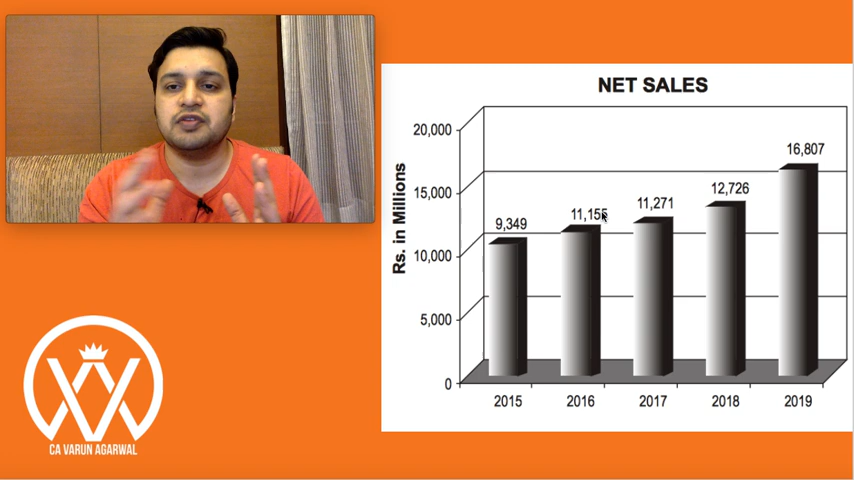 NET SALES
Rs. in Millions
20,000
15,000
10,000
5,000
0
9,349
11,155
11,271
12,726
16,807
2015 2016 2017 2018 2019
CA VARUN AGARWAL